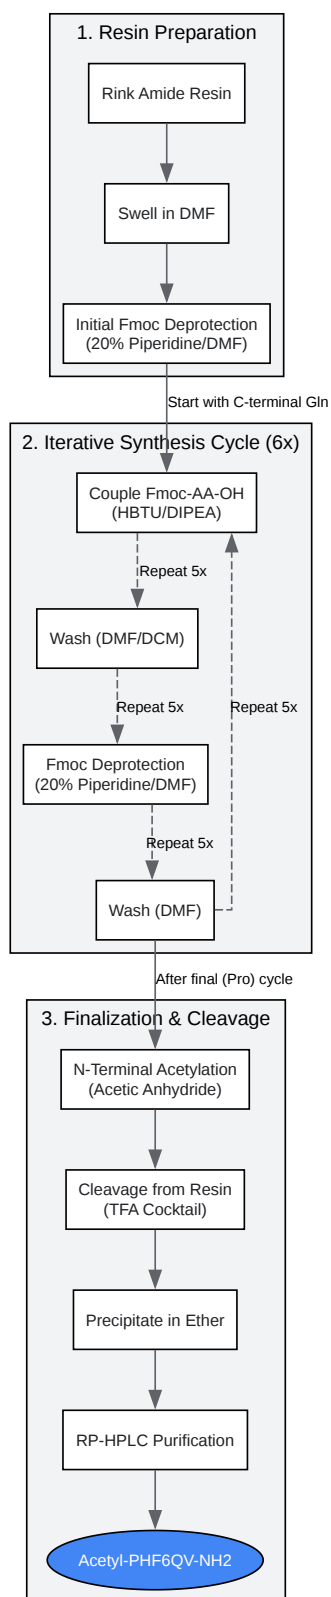 1. Resin Preparation
Rink Amide Resin
Swell in DMF
Initial Fmoc Deprotection
(20% Piperidine/DMF)
Start with C-terminal Gln
2. Iterative Synthesis Cycle (6x)
Couple Fmoc-AA-OH
(HBTU/DIPEA)
Repeat 5x
Wash (DMF/DCM)
Repeat 5x
Repeat 5x
Fmoc Deprotection
(20% Piperidine/DMF)
Repeat 5x
Wash (DMF)
After final (Pro) cycle
3. Finalization & Cleavage
N-Terminal Acetylation
(Acetic Anhydride)
Cleavage from Resin
(TFA Cocktail)
Precipitate in Ether
RP-HPLC Purification
Acetyl-PHF6QV-NH2